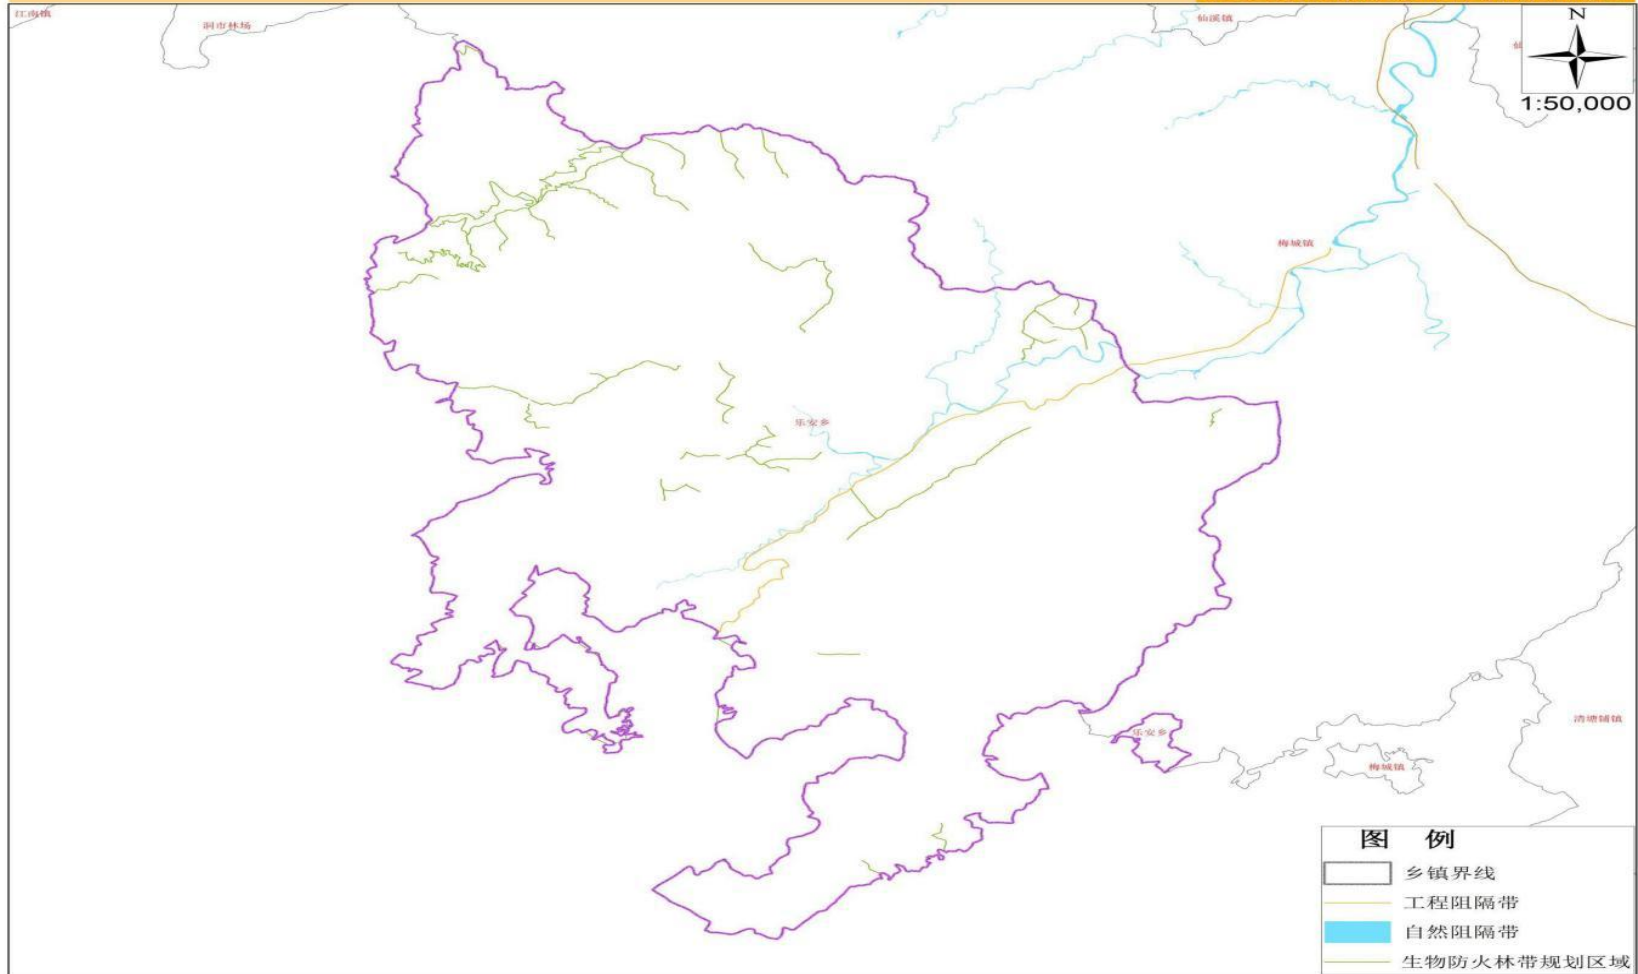 江南镇
洞市林场
仙溪镇
仙
N
1:50,000
梅城镇
乐安乡
清塘铺镇
乐安乡
梅城镇
图 例
乡镇界线
工程阻隔带
自然阻隔带
生物防火林带规划区域